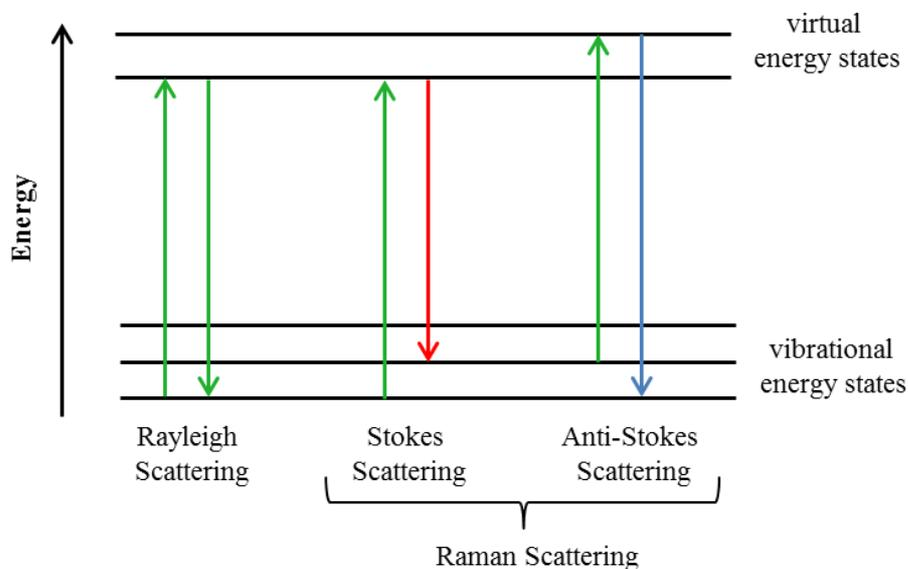 virtual
energy states
Energy
vibrational
energy states
Rayleigh
Scattering
Stokes
Scattering
Anti-Stokes
Scattering
Raman Scattering